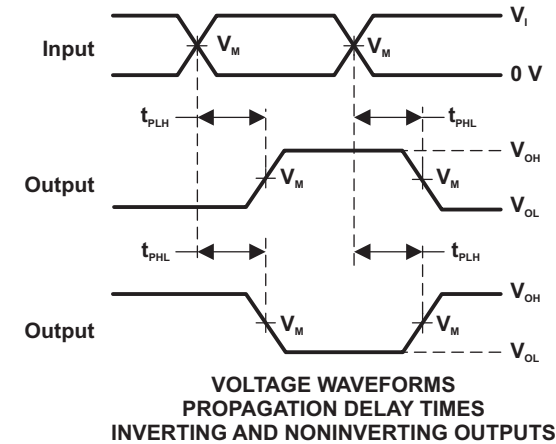 V_I
Input
V_M
V_M
0 V
t_PLH
t_PHL
V_OH
Output
V_M
V_M
V_OL
t_PHL
t_PLH
V_OH
Output
V_M
V_M
V_OL
VOLTAGE WAVEFORMS
PROPAGATION DELAY TIMES
INVERTING AND NONINVERTING OUTPUTS